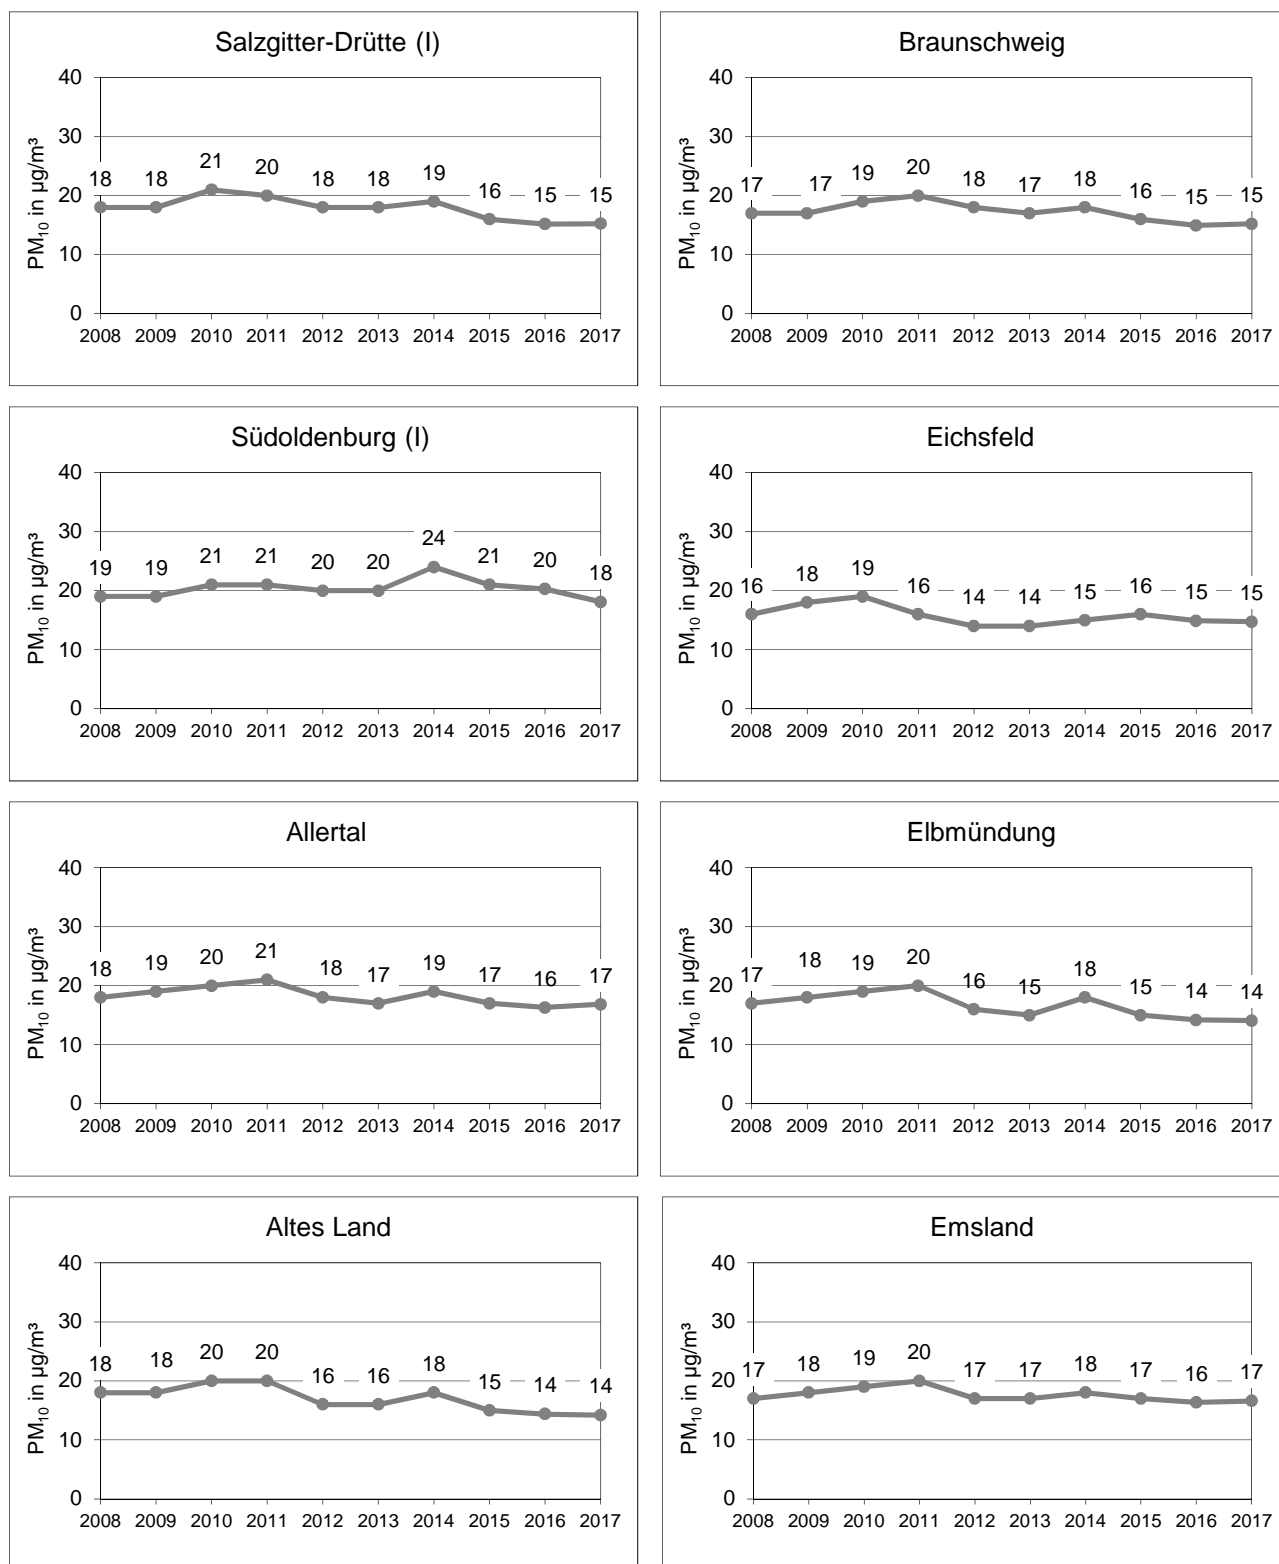 Salzgitter-Drütte (I)
40
30
20
10
0
PM₁₀ in µg/m³
18 18 21 20 18 18 19 16 15 15
2008 2009 2010 2011 2012 2013 2014 2015 2016 2017
Braunschweig
40
30
20
10
0
PM₁₀ in µg/m³
17 17 19 20 18 17 18 16 15 15
2008 2009 2010 2011 2012 2013 2014 2015 2016 2017
Südoldenburg (I)
40
30
20
10
0
PM₁₀ in µg/m³
19 19 21 21 20 20 24 21 20 18
2008 2009 2010 2011 2012 2013 2014 2015 2016 2017
Eichsfeld
40
30
20
10
0
PM₁₀ in µg/m³
16 18 19 16 14 14 15 16 15 15
2008 2009 2010 2011 2012 2013 2014 2015 2016 2017
Allertal
40
30
20
10
0
PM₁₀ in µg/m³
18 19 20 21 18 17 19 17 16 17
2008 2009 2010 2011 2012 2013 2014 2015 2016 2017
Elbmündung
40
30
20
10
0
PM₁₀ in µg/m³
17 18 19 20 16 15 18 15 14 14
2008 2009 2010 2011 2012 2013 2014 2015 2016 2017
Altes Land
40
30
20
10
0
PM₁₀ in µg/m³
18 18 20 20 16 16 18 15 14 14
2008 2009 2010 2011 2012 2013 2014 2015 2016 2017
Emsland
40
30
20
10
0
PM₁₀ in µg/m³
17 18 19 20 17 17 18 17 16 17
2008 2009 2010 2011 2012 2013 2014 2015 2016 2017